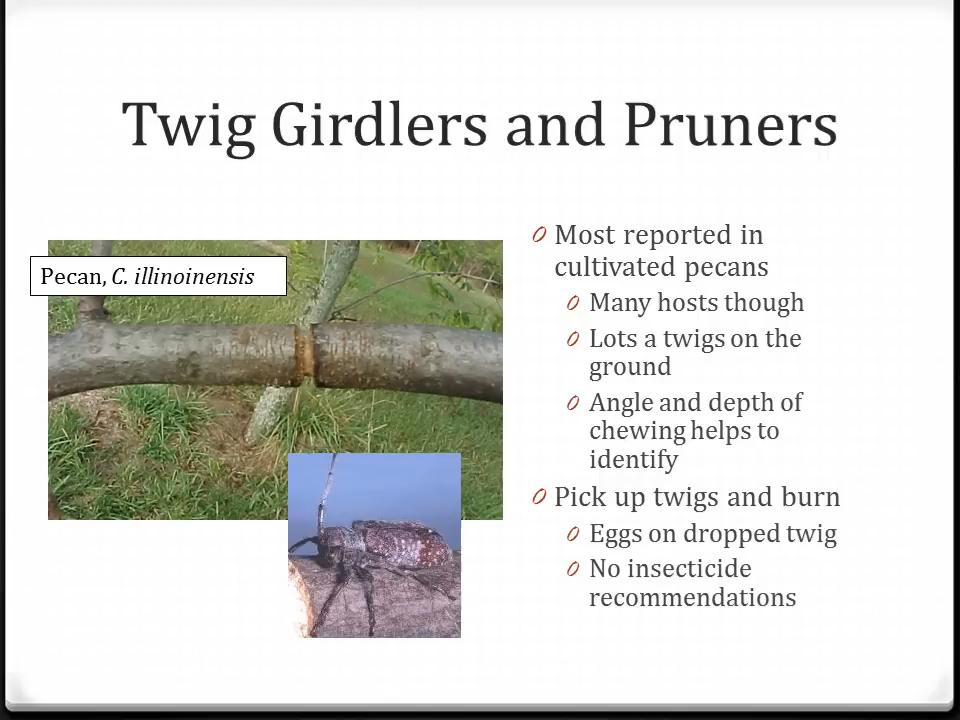 Twig Girdlers and Pruners
Pecan, C. illinoinensis
Most reported in
cultivated pecans
Many hosts though
Lots a twigs on the
ground
Angle and depth of
chewing helps to
identify
Pick up twigs and burn
Eggs on dropped twig
No insecticide
recommendations